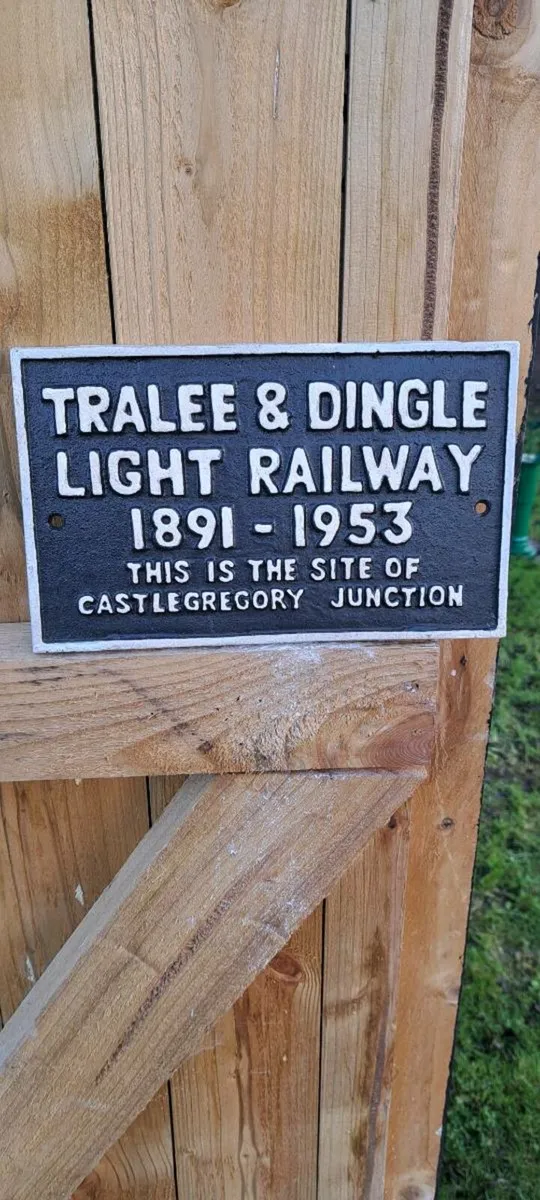 TRALEE & DINGLE
LIGHT RAILWAY
1891 - 1953
THIS IS THE SITE OF
CASTLEGREGORY JUNCTION